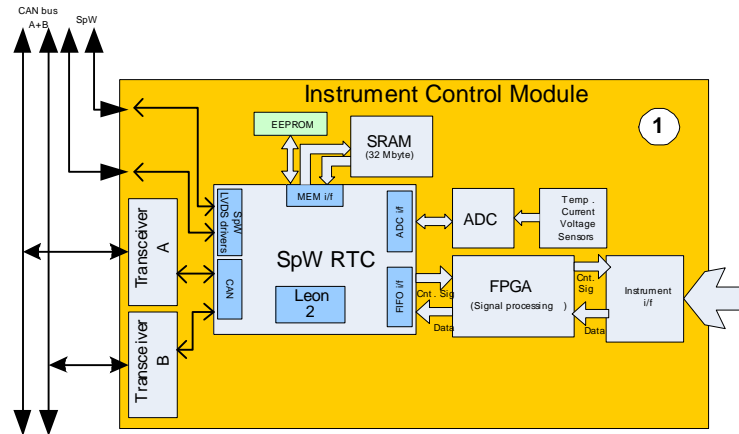 CAN bus
A+B
SpW
Instrument Control Module
1
EEPROM
SRAM
(32 Mbyte)
MEM i/f
SpW
LVDS drivers
ADC i/f
ADC
Temp .
Current
Voltage
Sensors
Transceiver
A
SpW RTC
CAN
Leon
2
FIFO i/f
Cnt. Sig
Data
FPGA
(Signal processing )
Cnt.
Sig
Data
Instrument
i/f
Transceiver
B